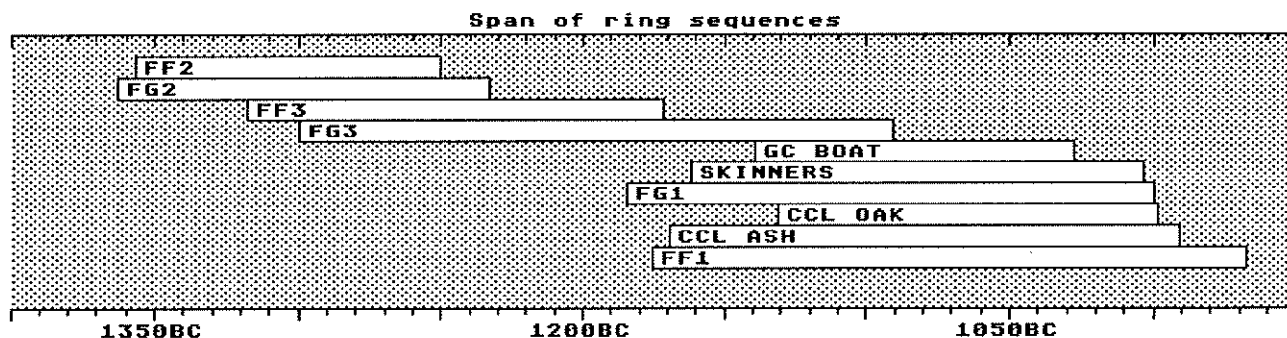 Span of ring sequences
FF2
FG2
FF3
FG3
GC BOAT
SKINNERS
FG1
CCL OAK
CCL ASH
FF1
1350BC 1200BC 1050BC